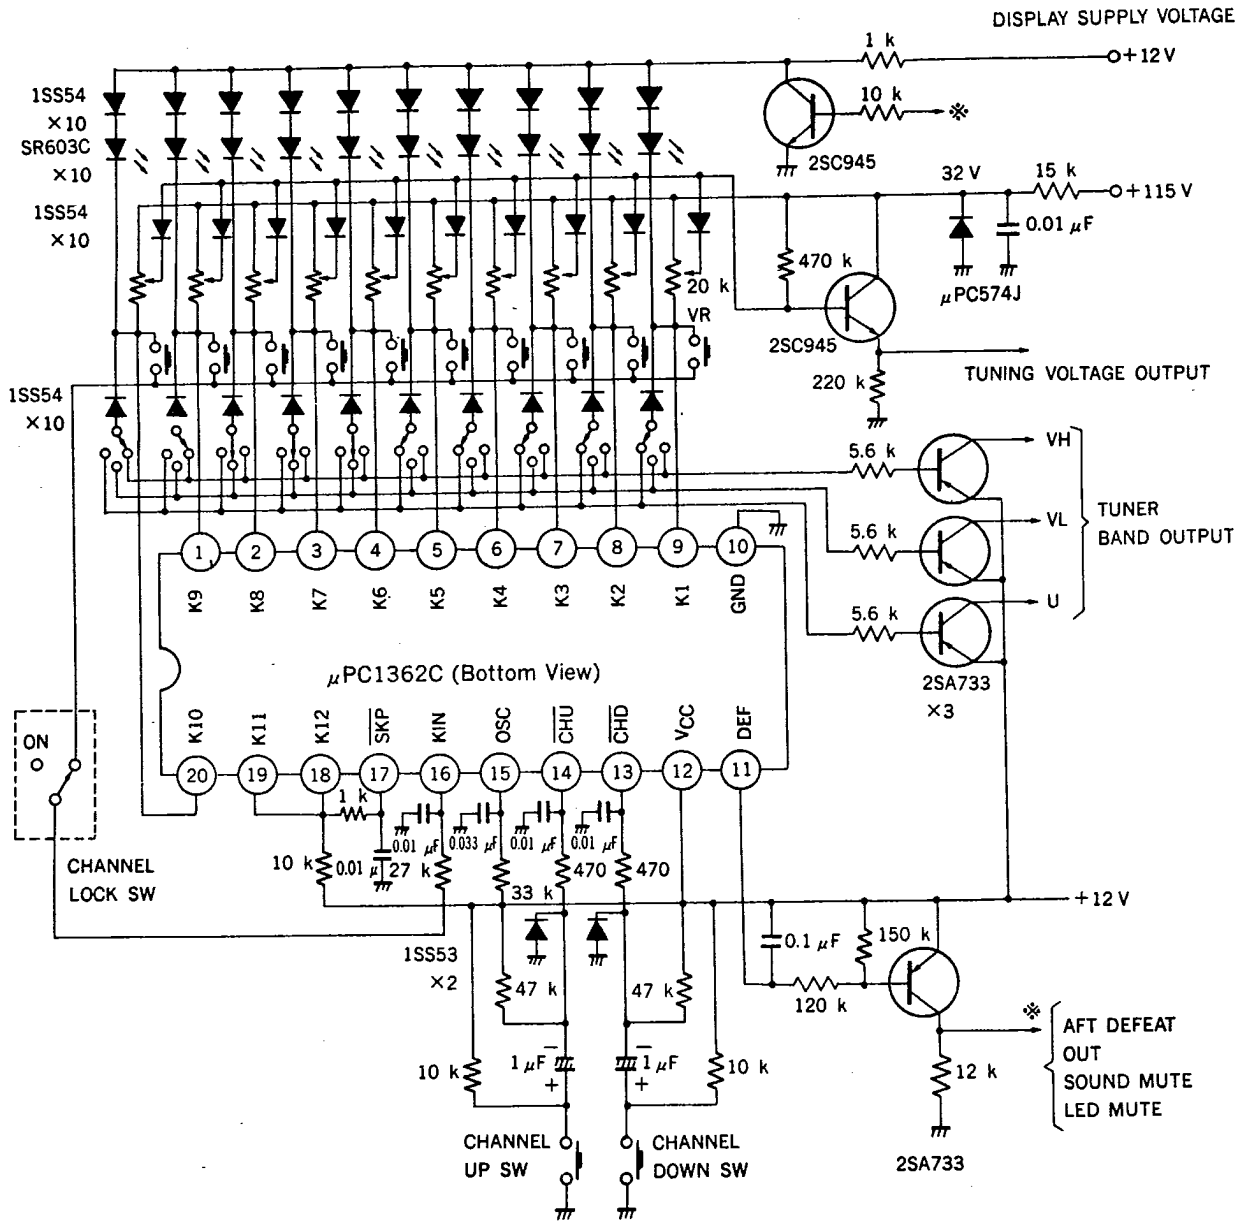 DISPLAY SUPPLY VOLTAGE
1 k
+12 V
1SS54
×10
10 k
※
SR603C
×10
2SC945
32 V
15 k
+115 V
1SS54
×10
0.01 μF
470 k
20 k
μPC574J
VR
2SC945
220 k
TUNING VOLTAGE OUTPUT
1SS54
×10
5.6 k
VH
5.6 k
VL
TUNER
BAND OUTPUT
5.6 k
U
1 2 3 4 5 6 7 8 9 10
K9 K8 K7 K6 K5 K4 K3 K2 K1 GND
μPC1362C (Bottom View)
2SA733
×3
K10 K11 K12 SKP KIN OSC CHU CHD VCC DEF
20 19 18 17 16 15 14 13 12 11
ON
CHANNEL
LOCK SW
1 k
0.01 μF
0.033 μF
0.01 μF
0.01 μF
10 k
0.01 μ
27 k
33 k
470
470
+12 V
1SS53
×2
47 k
47 k
0.1 μF
150 k
120 k
※
AFT DEFEAT
OUT
SOUND MUTE
LED MUTE
10 k
1 μF
−
+
−
+
1 μF
10 k
12 k
CHANNEL
UP SW
CHANNEL
DOWN SW
2SA733